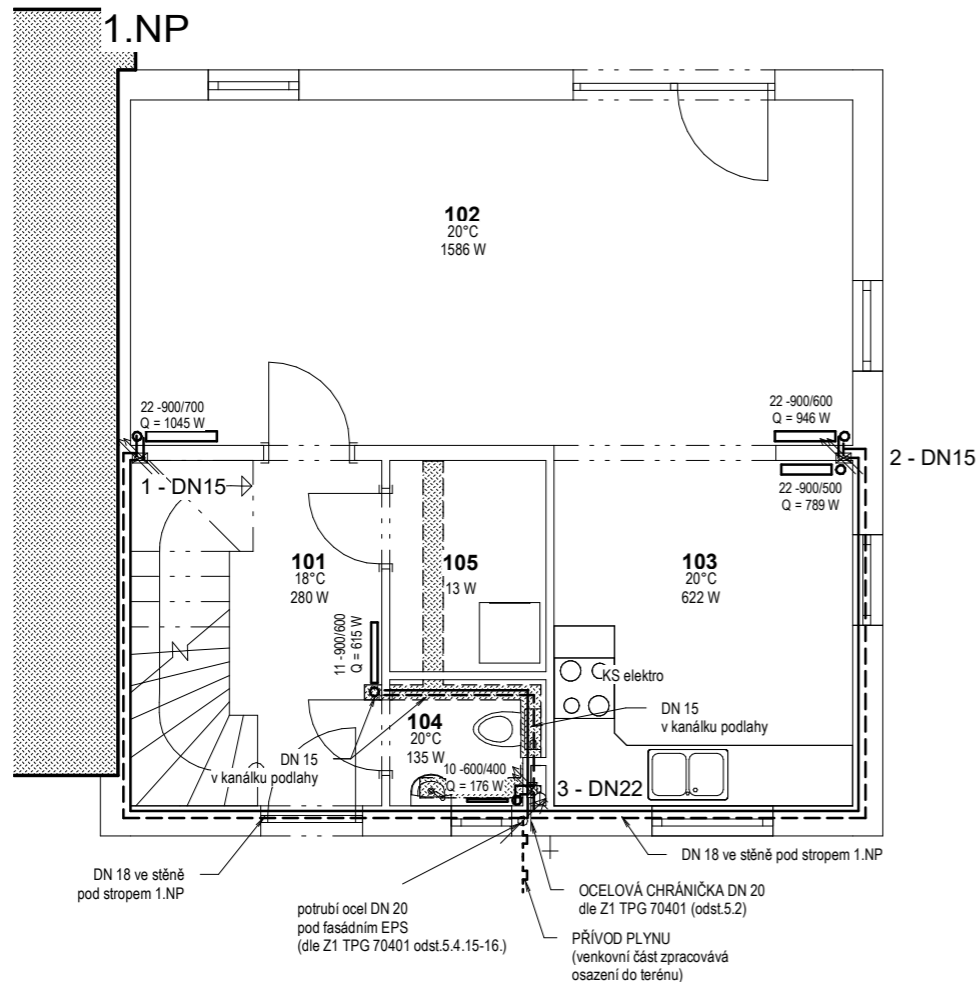 1.NP
102
20°C
1586 W
22 -900/700
Q = 1045 W
22 -900/600
Q = 946 W
2 - DN15
22 -900/500
Q = 789 W
1 - DN15
101
18°C
280 W
105
13 W
103
20°C
622 W
11 -900/600
Q = 615 W
KS elektro
DN 15
v kanálku podlahy
104
20°C
135 W
DN 15
v kanálku podlahy
10 -600/400
Q = 176 W
3 - DN22
DN 18 ve stěně
pod stropem 1.NP
DN 18 ve stěně pod stropem 1.NP
potrubí ocel DN 20
pod fasádním EPS
(dle Z1 TPG 70401 odst.5.4.15-16.)
OCELOVÁ CHRÁNIČKA DN 20
dle Z1 TPG 70401 (odst.5.2)
PŘÍVOD PLYNU
(venkovní část zpracovává
osazení do terénu)